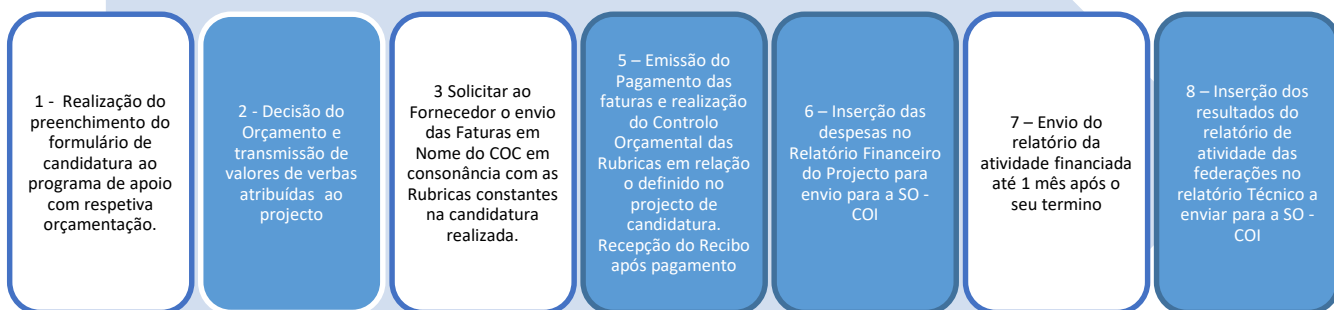 1 - Realização do
preenchimento do
formulário de
candidatura ao
programa de apoio
com respetiva
orçamentação.
2 - Decisão do
Orçamento e
transmissão de
valores de verbas
atribuídas ao
projecto
3 Solicitar ao
Fornecedor o envio
das Faturas em
Nome do COC em
consonância com as
Rubricas constantes
na candidatura
realizada.
5 – Emissão do
Pagamento das
faturas e realização
do Controlo
Orçamental das
Rubricas em relação
o definido no
projecto de
candidatura.
Recepção do Recibo
após pagamento
6 – Inserção das
despesas no
Relatório Financeiro
do Projecto para
envio para a SO -
COI
7 – Envio do
relatório da
atividade financiada
até 1 mês após o
seu termino
8 – Inserção dos
resultados do
relatório de
atividade das
federações no
relatório Técnico a
enviar para a SO -
COI